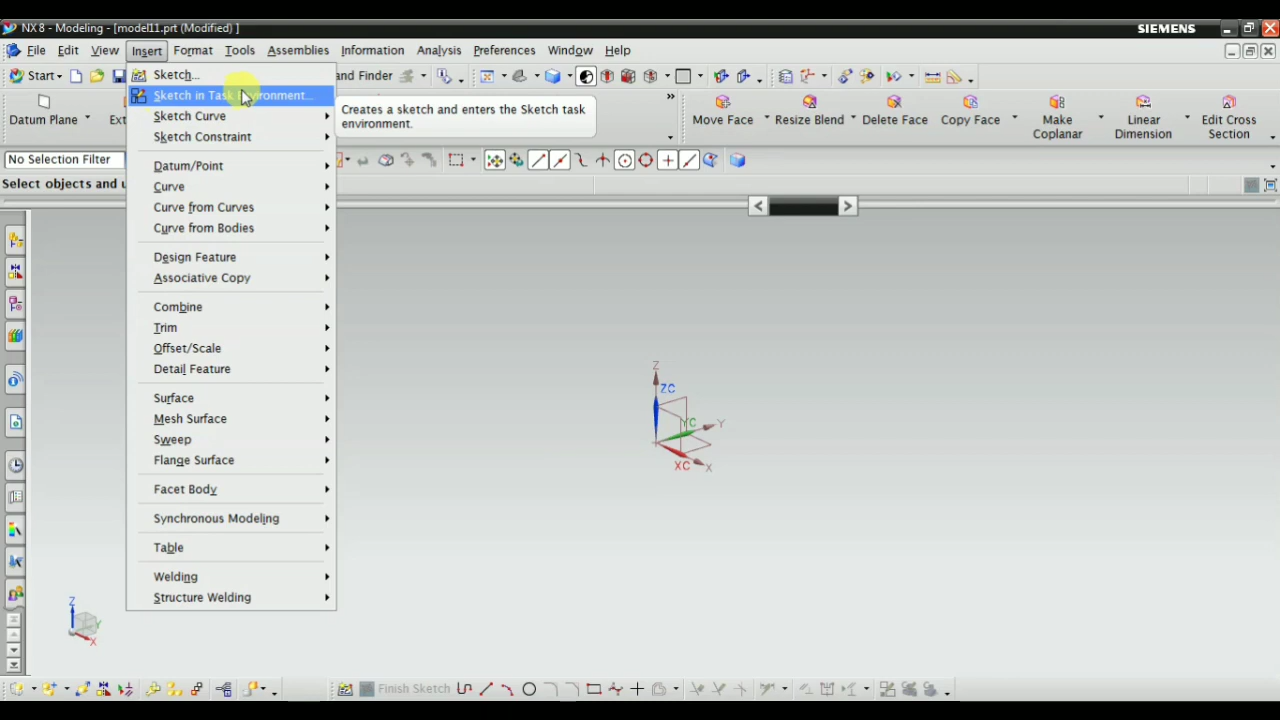 NX 8 - Modeling - [model11.prt (Modified) ]
SIEMENS
File Edit View Insert Format Tools Assemblies Information Analysis Preferences Window Help
Start
and Finder
Sketch...
Sketch in Task Environment...
Sketch Curve
Sketch Constraint
Datum/Point
Curve
Curve from Curves
Curve from Bodies
Design Feature
Associative Copy
Combine
Trim
Offset/Scale
Detail Feature
Surface
Mesh Surface
Sweep
Flange Surface
Facet Body
Synchronous Modeling
Table
Welding
Structure Welding
Creates a sketch and enters the Sketch task
environment.
Datum Plane
Ext
»
Move Face
Resize Blend
Delete Face
Copy Face
Make
Coplanar
Linear
Dimension
Edit Cross
Section
No Selection Filter
Select objects and u
< >
Z
ZC
YC
Y
XC
X
Z
Y
X
Finish Sketch